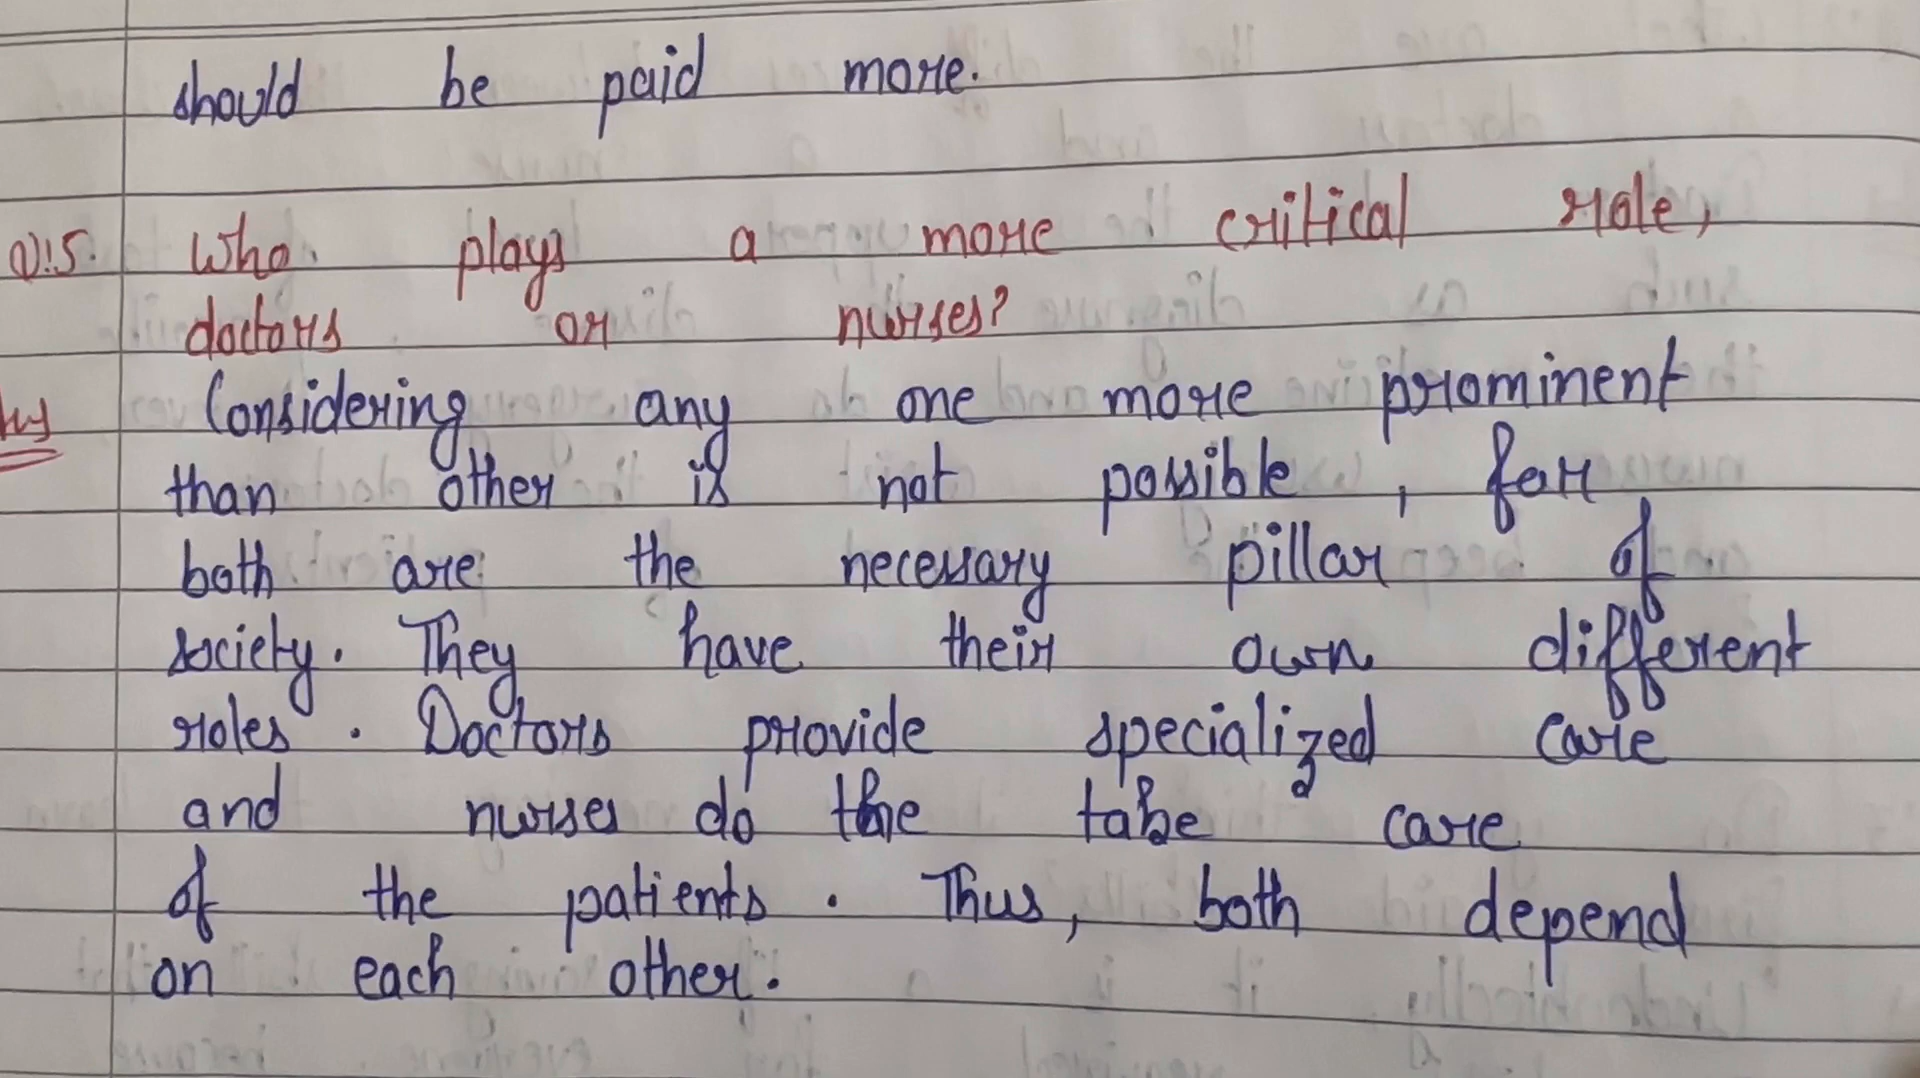 should be paid more.
Q:5. Who plays a more critical role,
doctors or nurses?
Ans Considering any one more prominent
than other is not possible, for
both are the necessary pillar of
society. They have their own different
roles. Doctors provide specialized care
and nurses do the take care
of the patients. Thus, both depend
on each other.